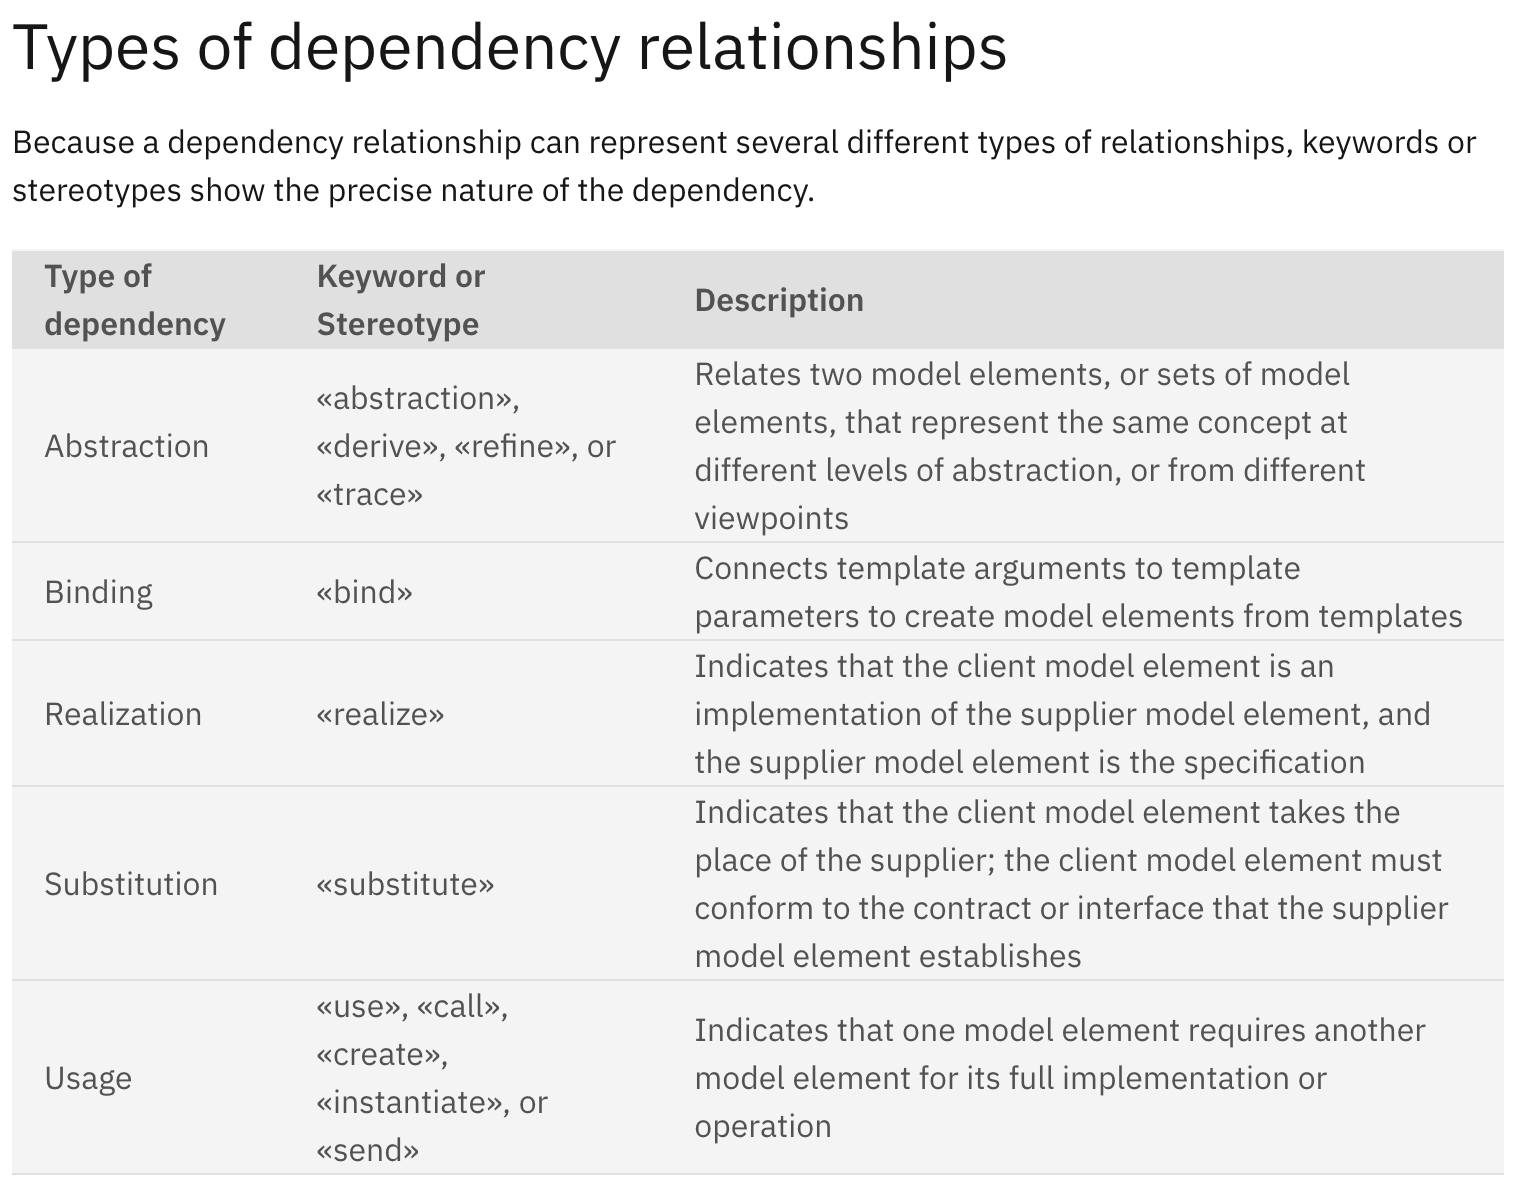 Types of dependency relationships
Because a dependency relationship can represent several different types of relationships, keywords or
stereotypes show the precise nature of the dependency.
Type of
dependency
Keyword or
Stereotype
Description
Abstraction
«abstraction»,
«derive», «refine», or
«trace»
Relates two model elements, or sets of model
elements, that represent the same concept at
different levels of abstraction, or from different
viewpoints
Binding
«bind»
Connects template arguments to template
parameters to create model elements from templates
Realization
«realize»
Indicates that the client model element is an
implementation of the supplier model element, and
the supplier model element is the specification
Substitution
«substitute»
Indicates that the client model element takes the
place of the supplier; the client model element must
conform to the contract or interface that the supplier
model element establishes
Usage
«use», «call»,
«create»,
«instantiate», or
«send»
Indicates that one model element requires another
model element for its full implementation or
operation